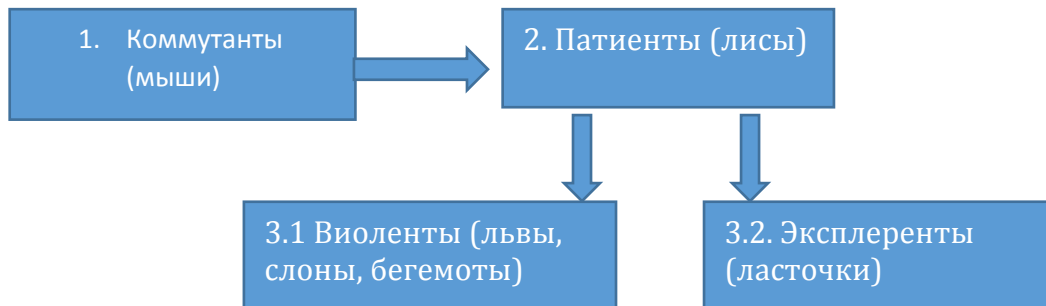 1. Коммутанты
(мыши)
2. Патиенты (лисы)
3.1 Виоленты (львы,
слоны, бегемоты)
3.2. Эксплеренты
(ласточки)